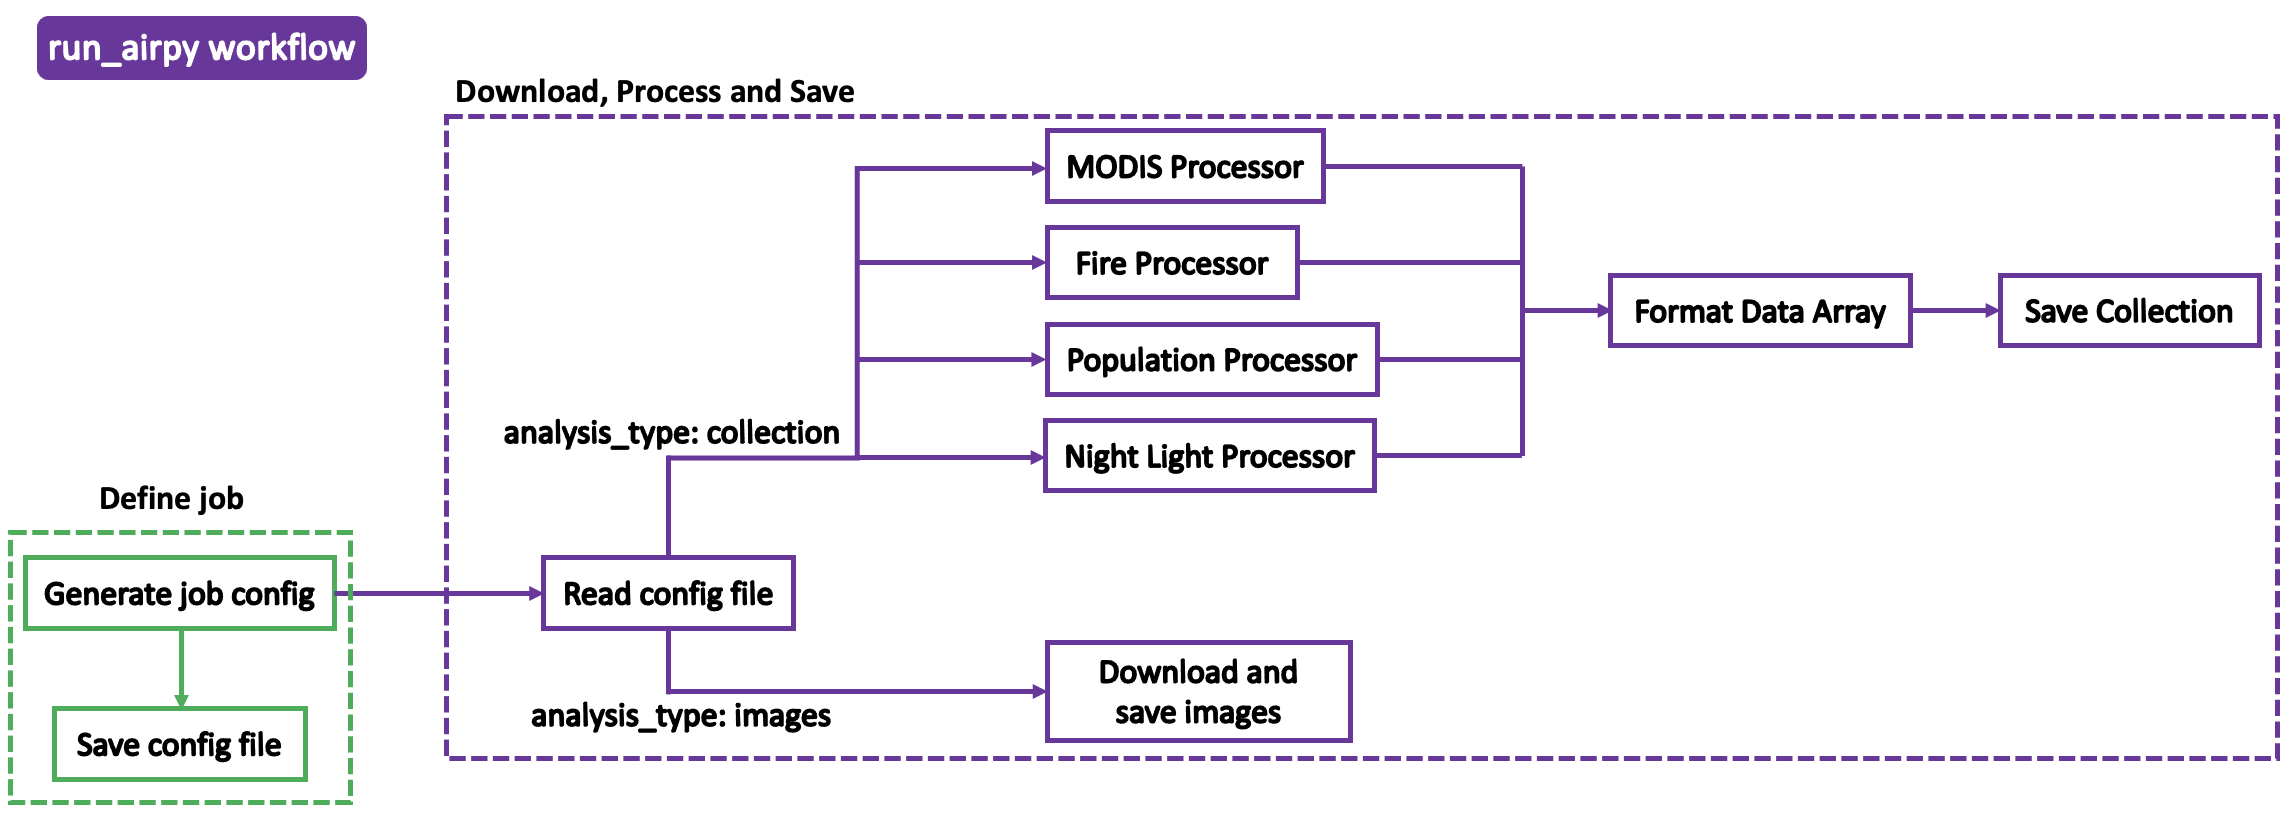 run_airpy workflow
Download, Process and Save
MODIS Processor
Fire Processor
Format Data Array
Save Collection
Population Processor
analysis_type: collection
Night Light Processor
Define job
Generate job config
Read config file
Download and
save images
analysis_type: images
Save config file